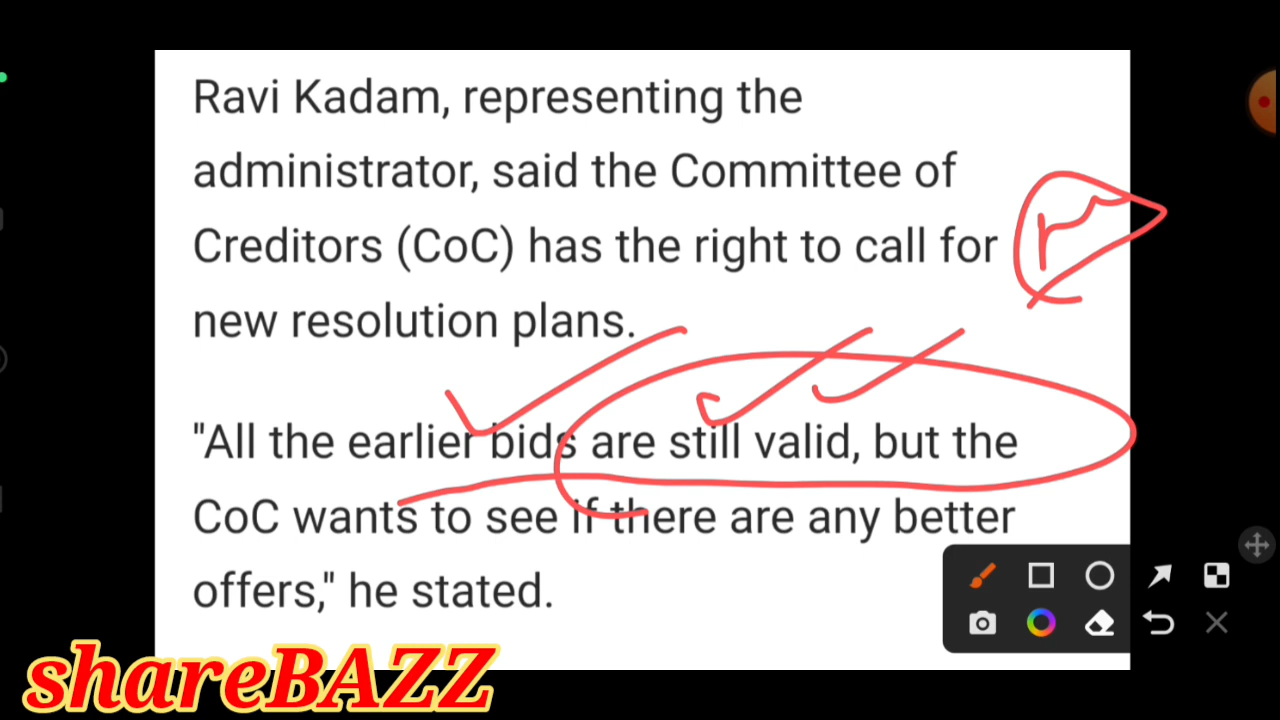 Ravi Kadam, representing the
administrator, said the Committee of
Creditors (CoC) has the right to call for
new resolution plans.
"All the earlier bids are still valid, but the
CoC wants to see if there are any better
offers," he stated.
shareBAZZ